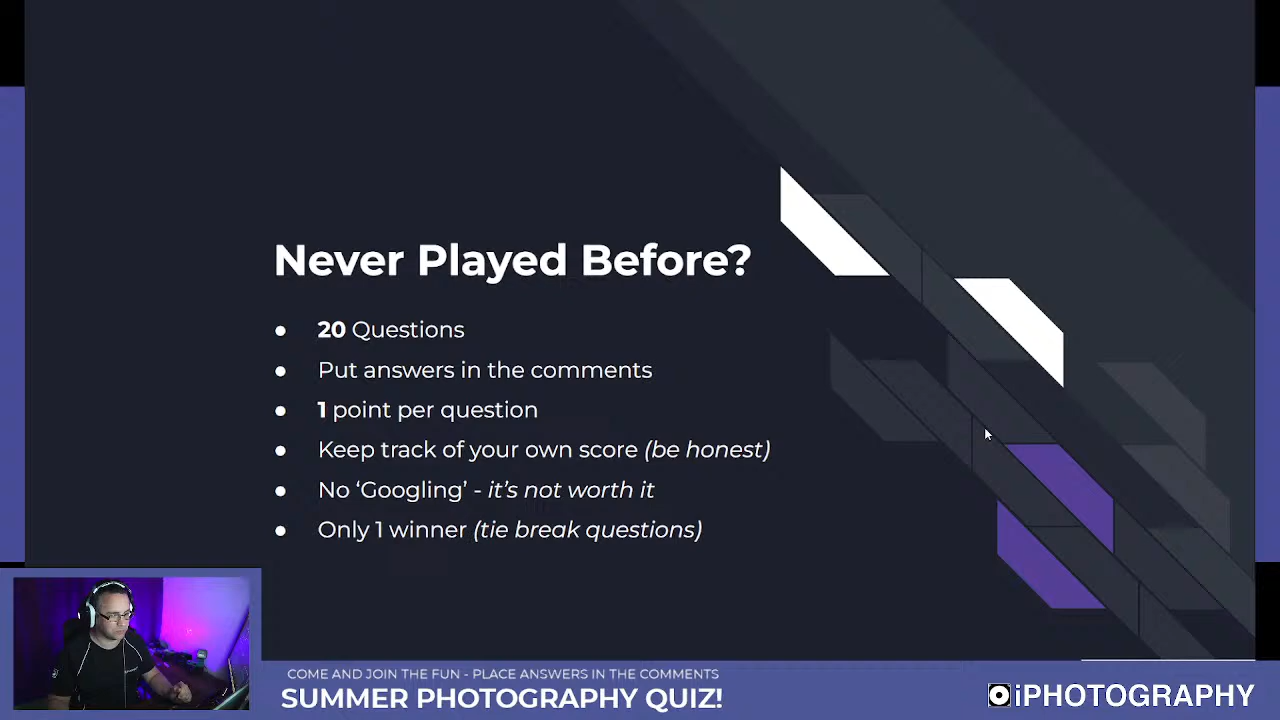 Never Played Before?
● 20 Questions
● Put answers in the comments
● 1 point per question
● Keep track of your own score (be honest)
● No ‘Googling’ - it’s not worth it
● Only 1 winner (tie break questions)
COME AND JOIN THE FUN - PLACE ANSWERS IN THE COMMENTS
SUMMER PHOTOGRAPHY QUIZ!
iPHOTOGRAPHY